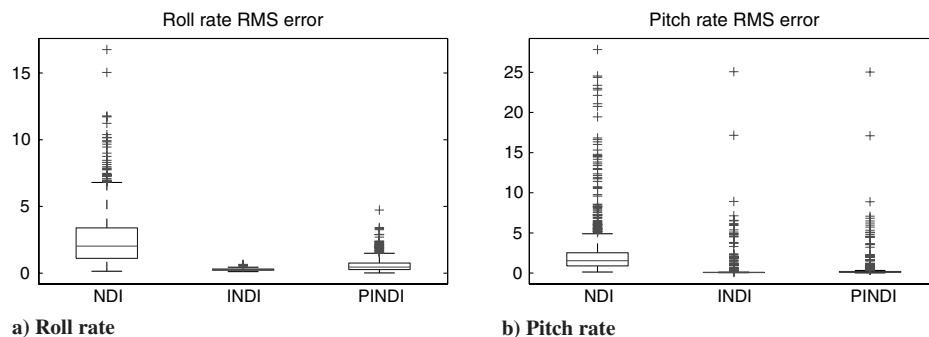 Roll rate RMS error
15
10
5
0
NDI INDI PINDI
a) Roll rate
Pitch rate RMS error
25
20
15
10
5
0
NDI INDI PINDI
b) Pitch rate